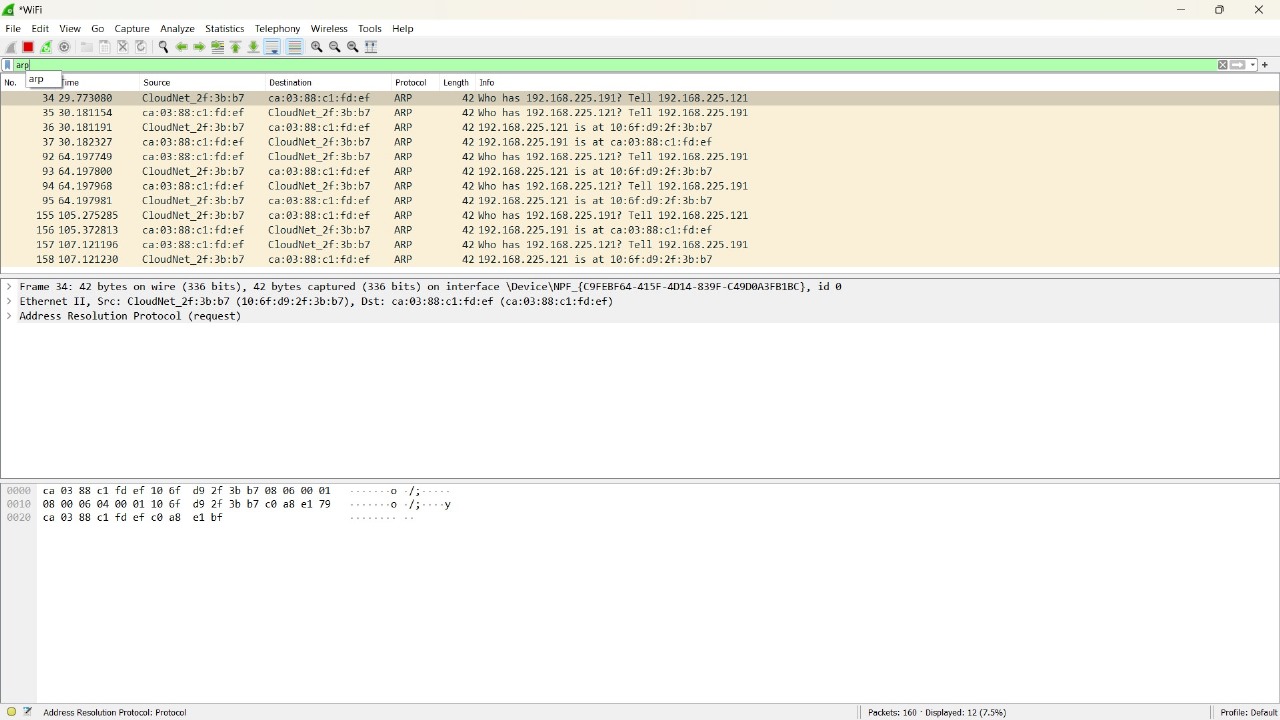 *WiFi
File Edit View Go Capture Analyze Statistics Telephony Wireless Tools Help
arp
arp
No. Time Source Destination Protocol Length Info
34 29.773080 CloudNet_2f:3b:b7 ca:03:88:c1:fd:ef ARP 42 Who has 192.168.225.191? Tell 192.168.225.121
35 30.181154 ca:03:88:c1:fd:ef CloudNet_2f:3b:b7 ARP 42 Who has 192.168.225.121? Tell 192.168.225.191
36 30.181191 CloudNet_2f:3b:b7 ca:03:88:c1:fd:ef ARP 42 192.168.225.121 is at 10:6f:d9:2f:3b:b7
37 30.182327 ca:03:88:c1:fd:ef CloudNet_2f:3b:b7 ARP 42 192.168.225.191 is at ca:03:88:c1:fd:ef
92 64.197749 ca:03:88:c1:fd:ef CloudNet_2f:3b:b7 ARP 42 Who has 192.168.225.121? Tell 192.168.225.191
93 64.197800 CloudNet_2f:3b:b7 ca:03:88:c1:fd:ef ARP 42 192.168.225.121 is at 10:6f:d9:2f:3b:b7
94 64.197968 ca:03:88:c1:fd:ef CloudNet_2f:3b:b7 ARP 42 Who has 192.168.225.121? Tell 192.168.225.191
95 64.197981 CloudNet_2f:3b:b7 ca:03:88:c1:fd:ef ARP 42 192.168.225.121 is at 10:6f:d9:2f:3b:b7
155 105.275285 CloudNet_2f:3b:b7 ca:03:88:c1:fd:ef ARP 42 Who has 192.168.225.191? Tell 192.168.225.121
156 105.372813 ca:03:88:c1:fd:ef CloudNet_2f:3b:b7 ARP 42 192.168.225.191 is at ca:03:88:c1:fd:ef
157 107.121196 ca:03:88:c1:fd:ef CloudNet_2f:3b:b7 ARP 42 Who has 192.168.225.121? Tell 192.168.225.191
158 107.121230 CloudNet_2f:3b:b7 ca:03:88:c1:fd:ef ARP 42 192.168.225.121 is at 10:6f:d9:2f:3b:b7
Frame 34: 42 bytes on wire (336 bits), 42 bytes captured (336 bits) on interface \Device\NPF_{C9FEBF64-415F-4D14-839F-C49D0A3FB1BC}, id 0
Ethernet II, Src: CloudNet_2f:3b:b7 (10:6f:d9:2f:3b:b7), Dst: ca:03:88:c1:fd:ef (ca:03:88:c1:fd:ef)
Address Resolution Protocol (request)
0000 ca 03 88 c1 fd ef 10 6f d9 2f 3b b7 08 06 00 01 ·······o ·/;·····
0010 08 00 06 04 00 01 10 6f d9 2f 3b b7 c0 a8 e1 79 ·······o ·/;····y
0020 ca 03 88 c1 fd ef c0 a8 e1 bf ········ ··
Address Resolution Protocol: Protocol Packets: 160 · Displayed: 12 (7.5%) Profile: Default